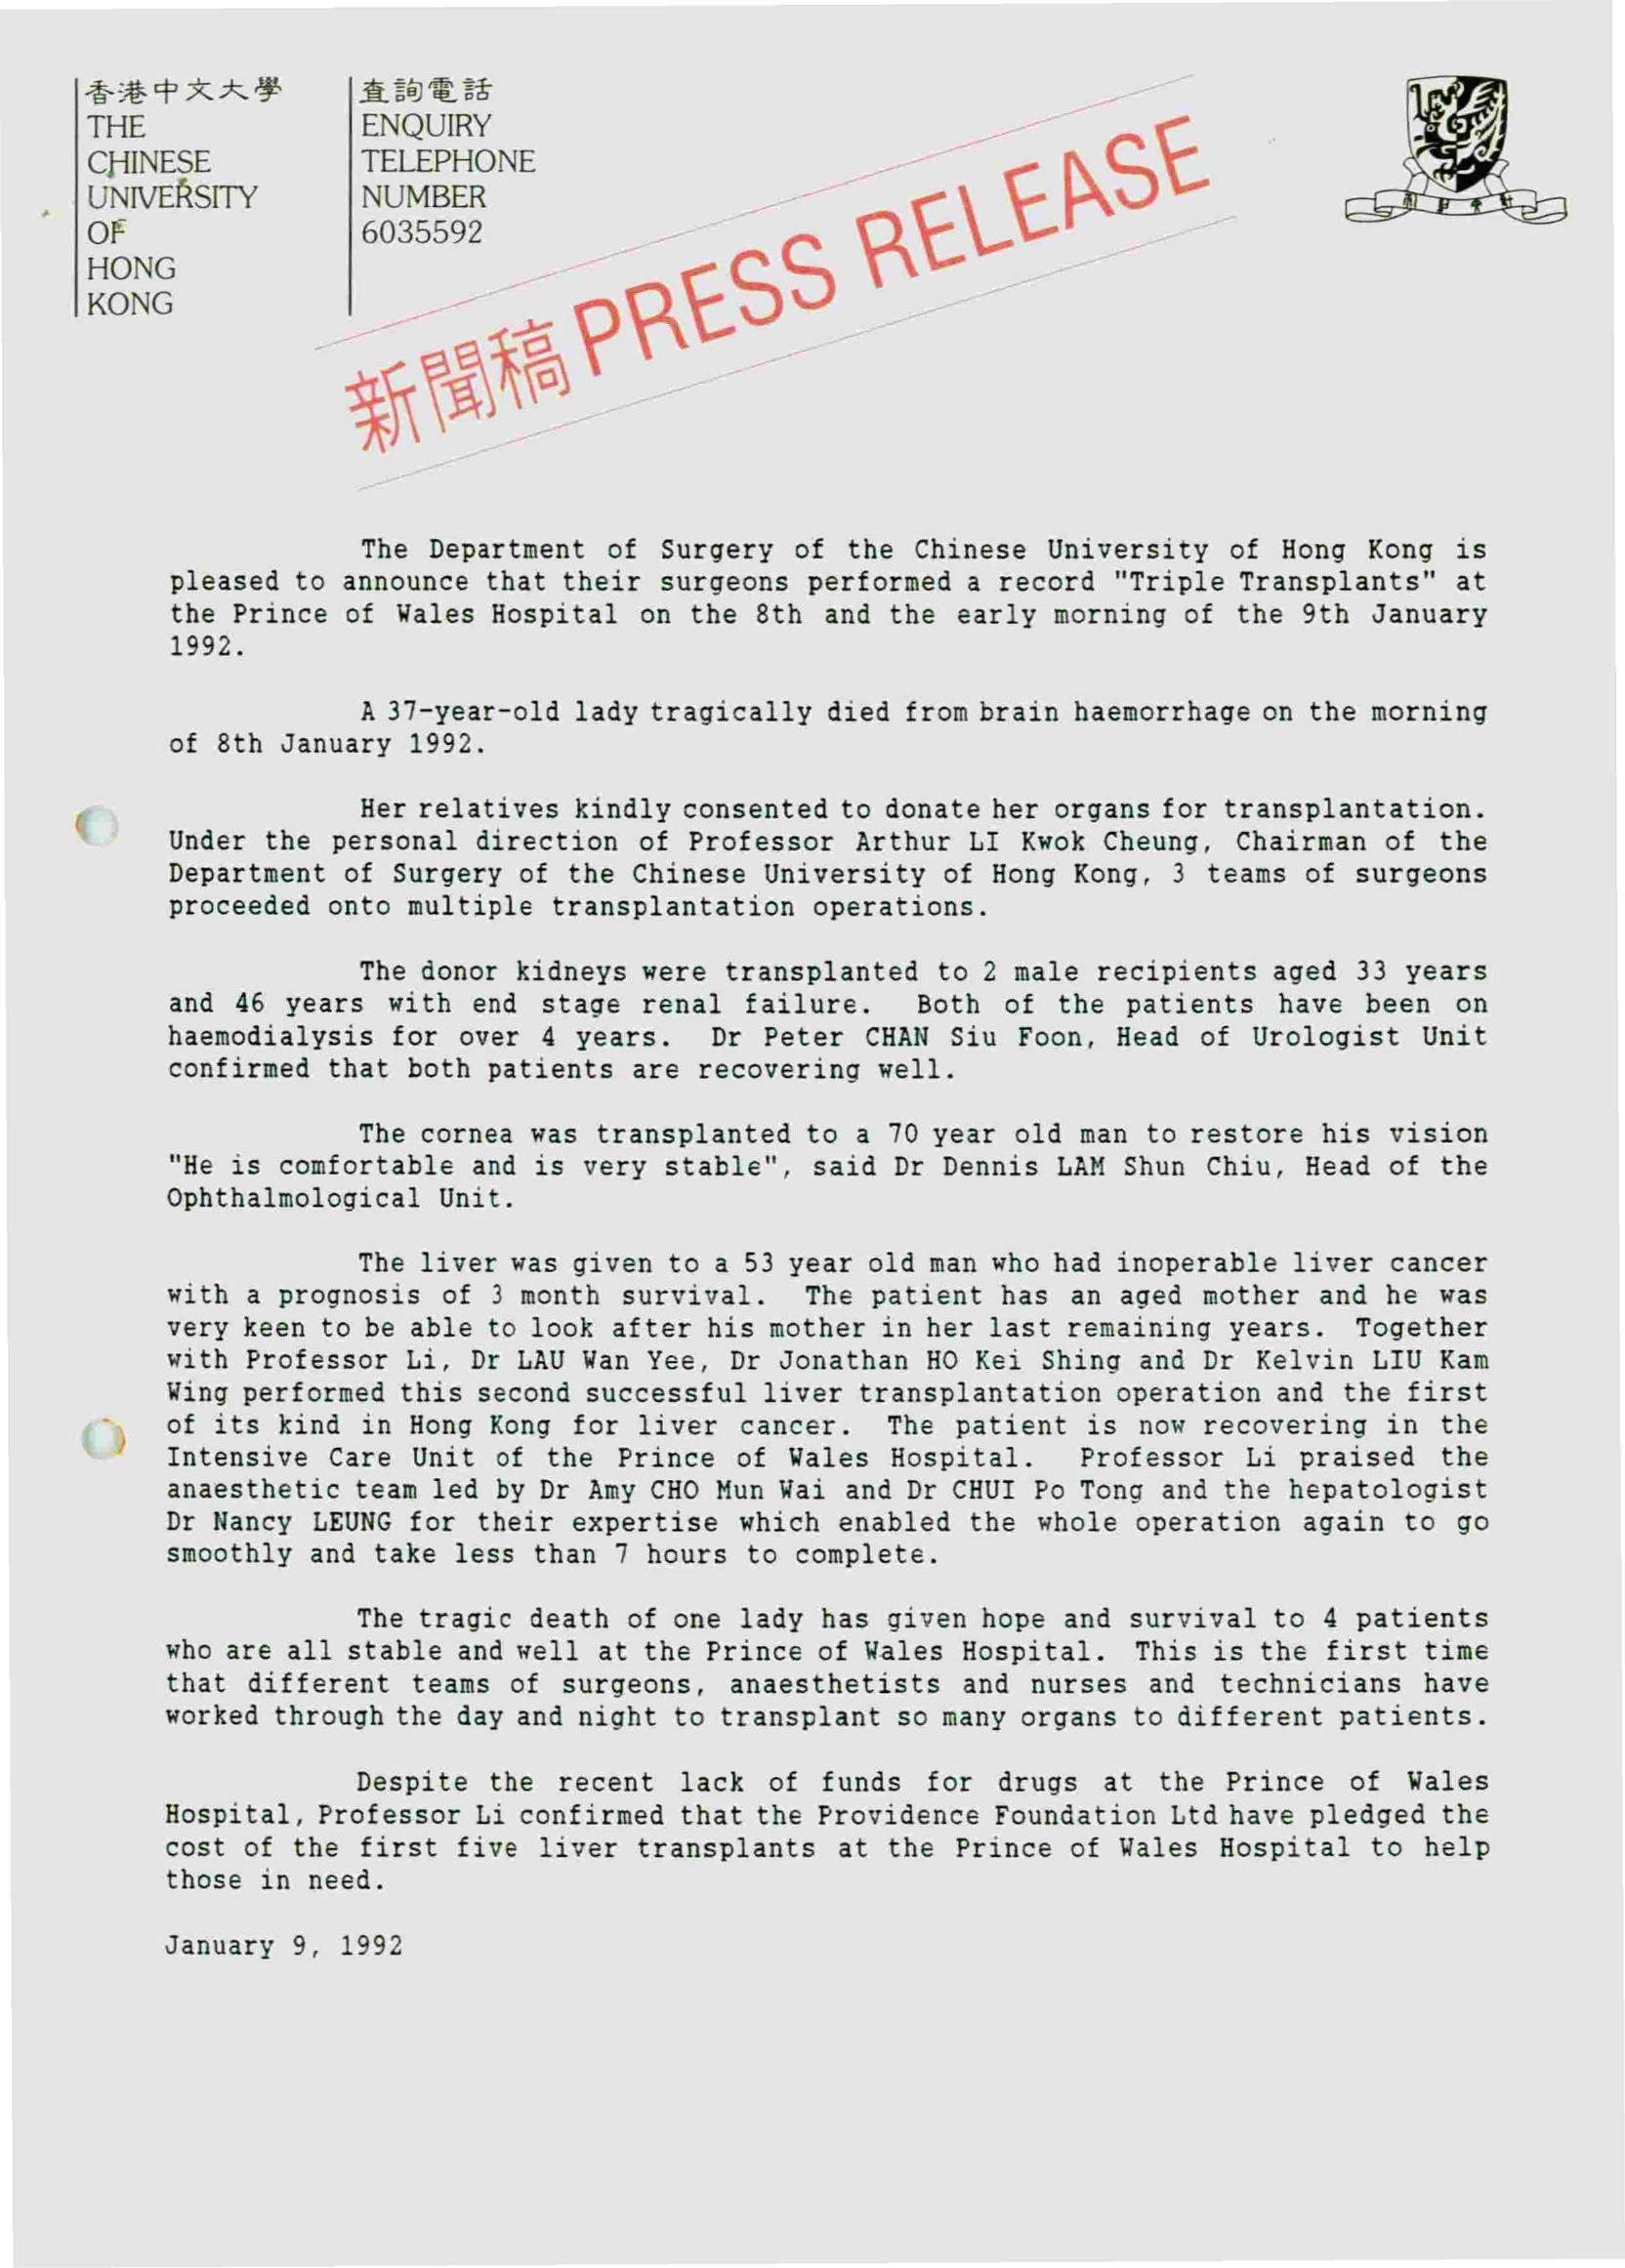 香港中文大學
THE
CHINESE
UNIVERSITY
OF
HONG
KONG
查詢電話
ENQUIRY
TELEPHONE
NUMBER
6035592
新聞稿 PRESS RELEASE
The Department of Surgery of the Chinese University of Hong Kong is
pleased to announce that their surgeons performed a record "Triple Transplants" at
the Prince of Wales Hospital on the 8th and the early morning of the 9th January
1992.
A 37-year-old lady tragically died from brain haemorrhage on the morning
of 8th January 1992.
Her relatives kindly consented to donate her organs for transplantation.
Under the personal direction of Professor Arthur LI Kwok Cheung, Chairman of the
Department of Surgery of the Chinese University of Hong Kong, 3 teams of surgeons
proceeded onto multiple transplantation operations.
The donor kidneys were transplanted to 2 male recipients aged 33 years
and 46 years with end stage renal failure. Both of the patients have been on
haemodialysis for over 4 years. Dr Peter CHAN Siu Foon, Head of Urologist Unit
confirmed that both patients are recovering well.
The cornea was transplanted to a 70 year old man to restore his vision
"He is comfortable and is very stable", said Dr Dennis LAM Shun Chiu, Head of the
Ophthalmological Unit.
The liver was given to a 53 year old man who had inoperable liver cancer
with a prognosis of 3 month survival. The patient has an aged mother and he was
very keen to be able to look after his mother in her last remaining years. Together
with Professor Li, Dr LAU Wan Yee, Dr Jonathan HO Kei Shing and Dr Kelvin LIU Kam
Wing performed this second successful liver transplantation operation and the first
of its kind in Hong Kong for liver cancer. The patient is now recovering in the
Intensive Care Unit of the Prince of Wales Hospital. Professor Li praised the
anaesthetic team led by Dr Amy CHO Mun Wai and Dr CHUI Po Tong and the hepatologist
Dr Nancy LEUNG for their expertise which enabled the whole operation again to go
smoothly and take less than 7 hours to complete.
The tragic death of one lady has given hope and survival to 4 patients
who are all stable and well at the Prince of Wales Hospital. This is the first time
that different teams of surgeons, anaesthetists and nurses and technicians have
worked through the day and night to transplant so many organs to different patients.
Despite the recent lack of funds for drugs at the Prince of Wales
Hospital, Professor Li confirmed that the Providence Foundation Ltd have pledged the
cost of the first five liver transplants at the Prince of Wales Hospital to help
those in need.
January 9, 1992